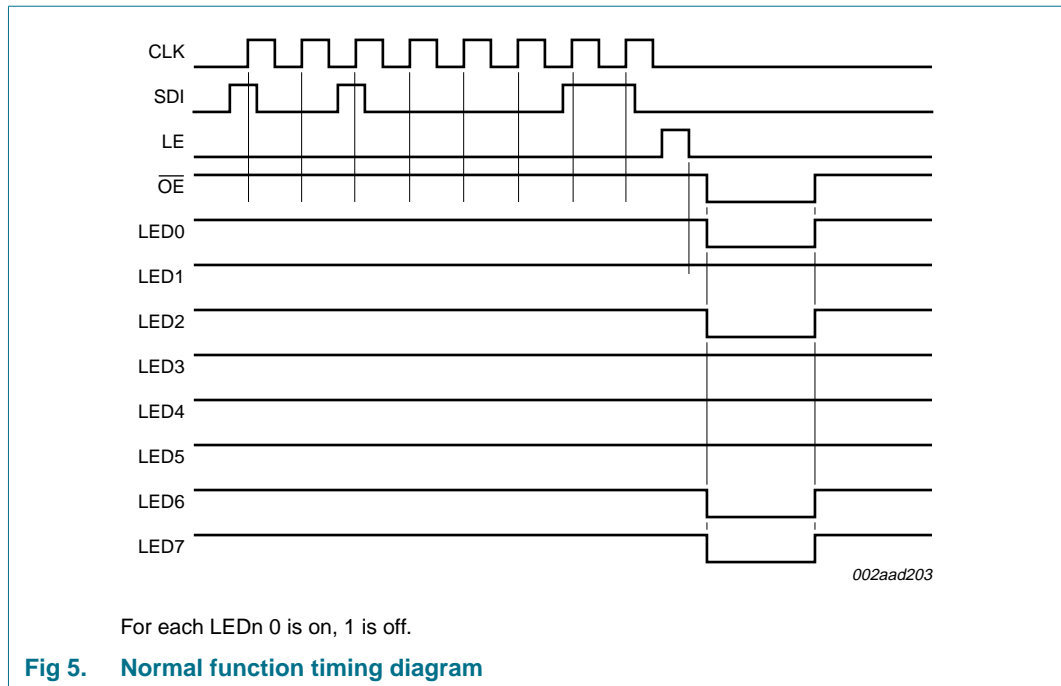 CLK
SDI
LE
O̅E̅
LED0
LED1
LED2
LED3
LED4
LED5
LED6
LED7
002aad203
For each LEDn 0 is on, 1 is off.
Fig 5. Normal function timing diagram